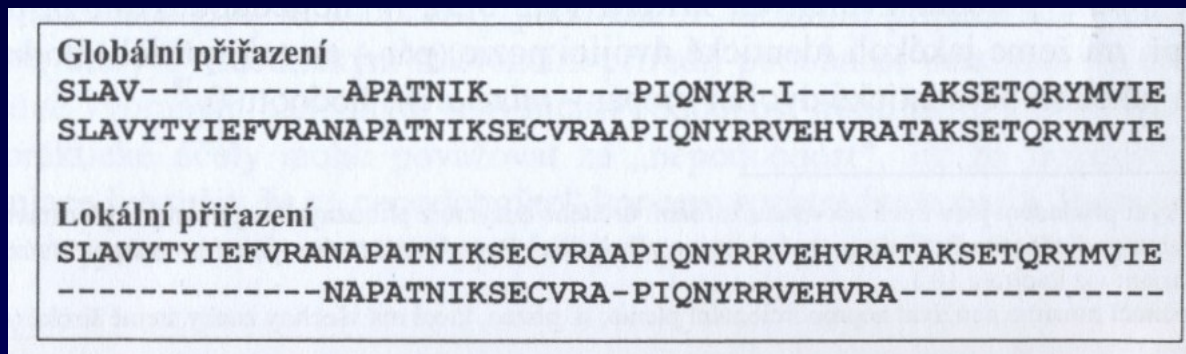 Globální přiřazení
SLAV----------APATNIK-------PIQNYR-I------AKSETQRYMVIE
SLAVYTYIEFVRANAPATNIKSECVRAAPIQNYRRVEHVRATAKSETQRYMVIE
Lokální přiřazení
SLAVYTYIEFVRANAPATNIKSECVRAAPIQNYRRVEHVRATAKSETQRYMVIE
-------------NAPATNIKSECVRA-PIQNYRRVEHVRA-------------